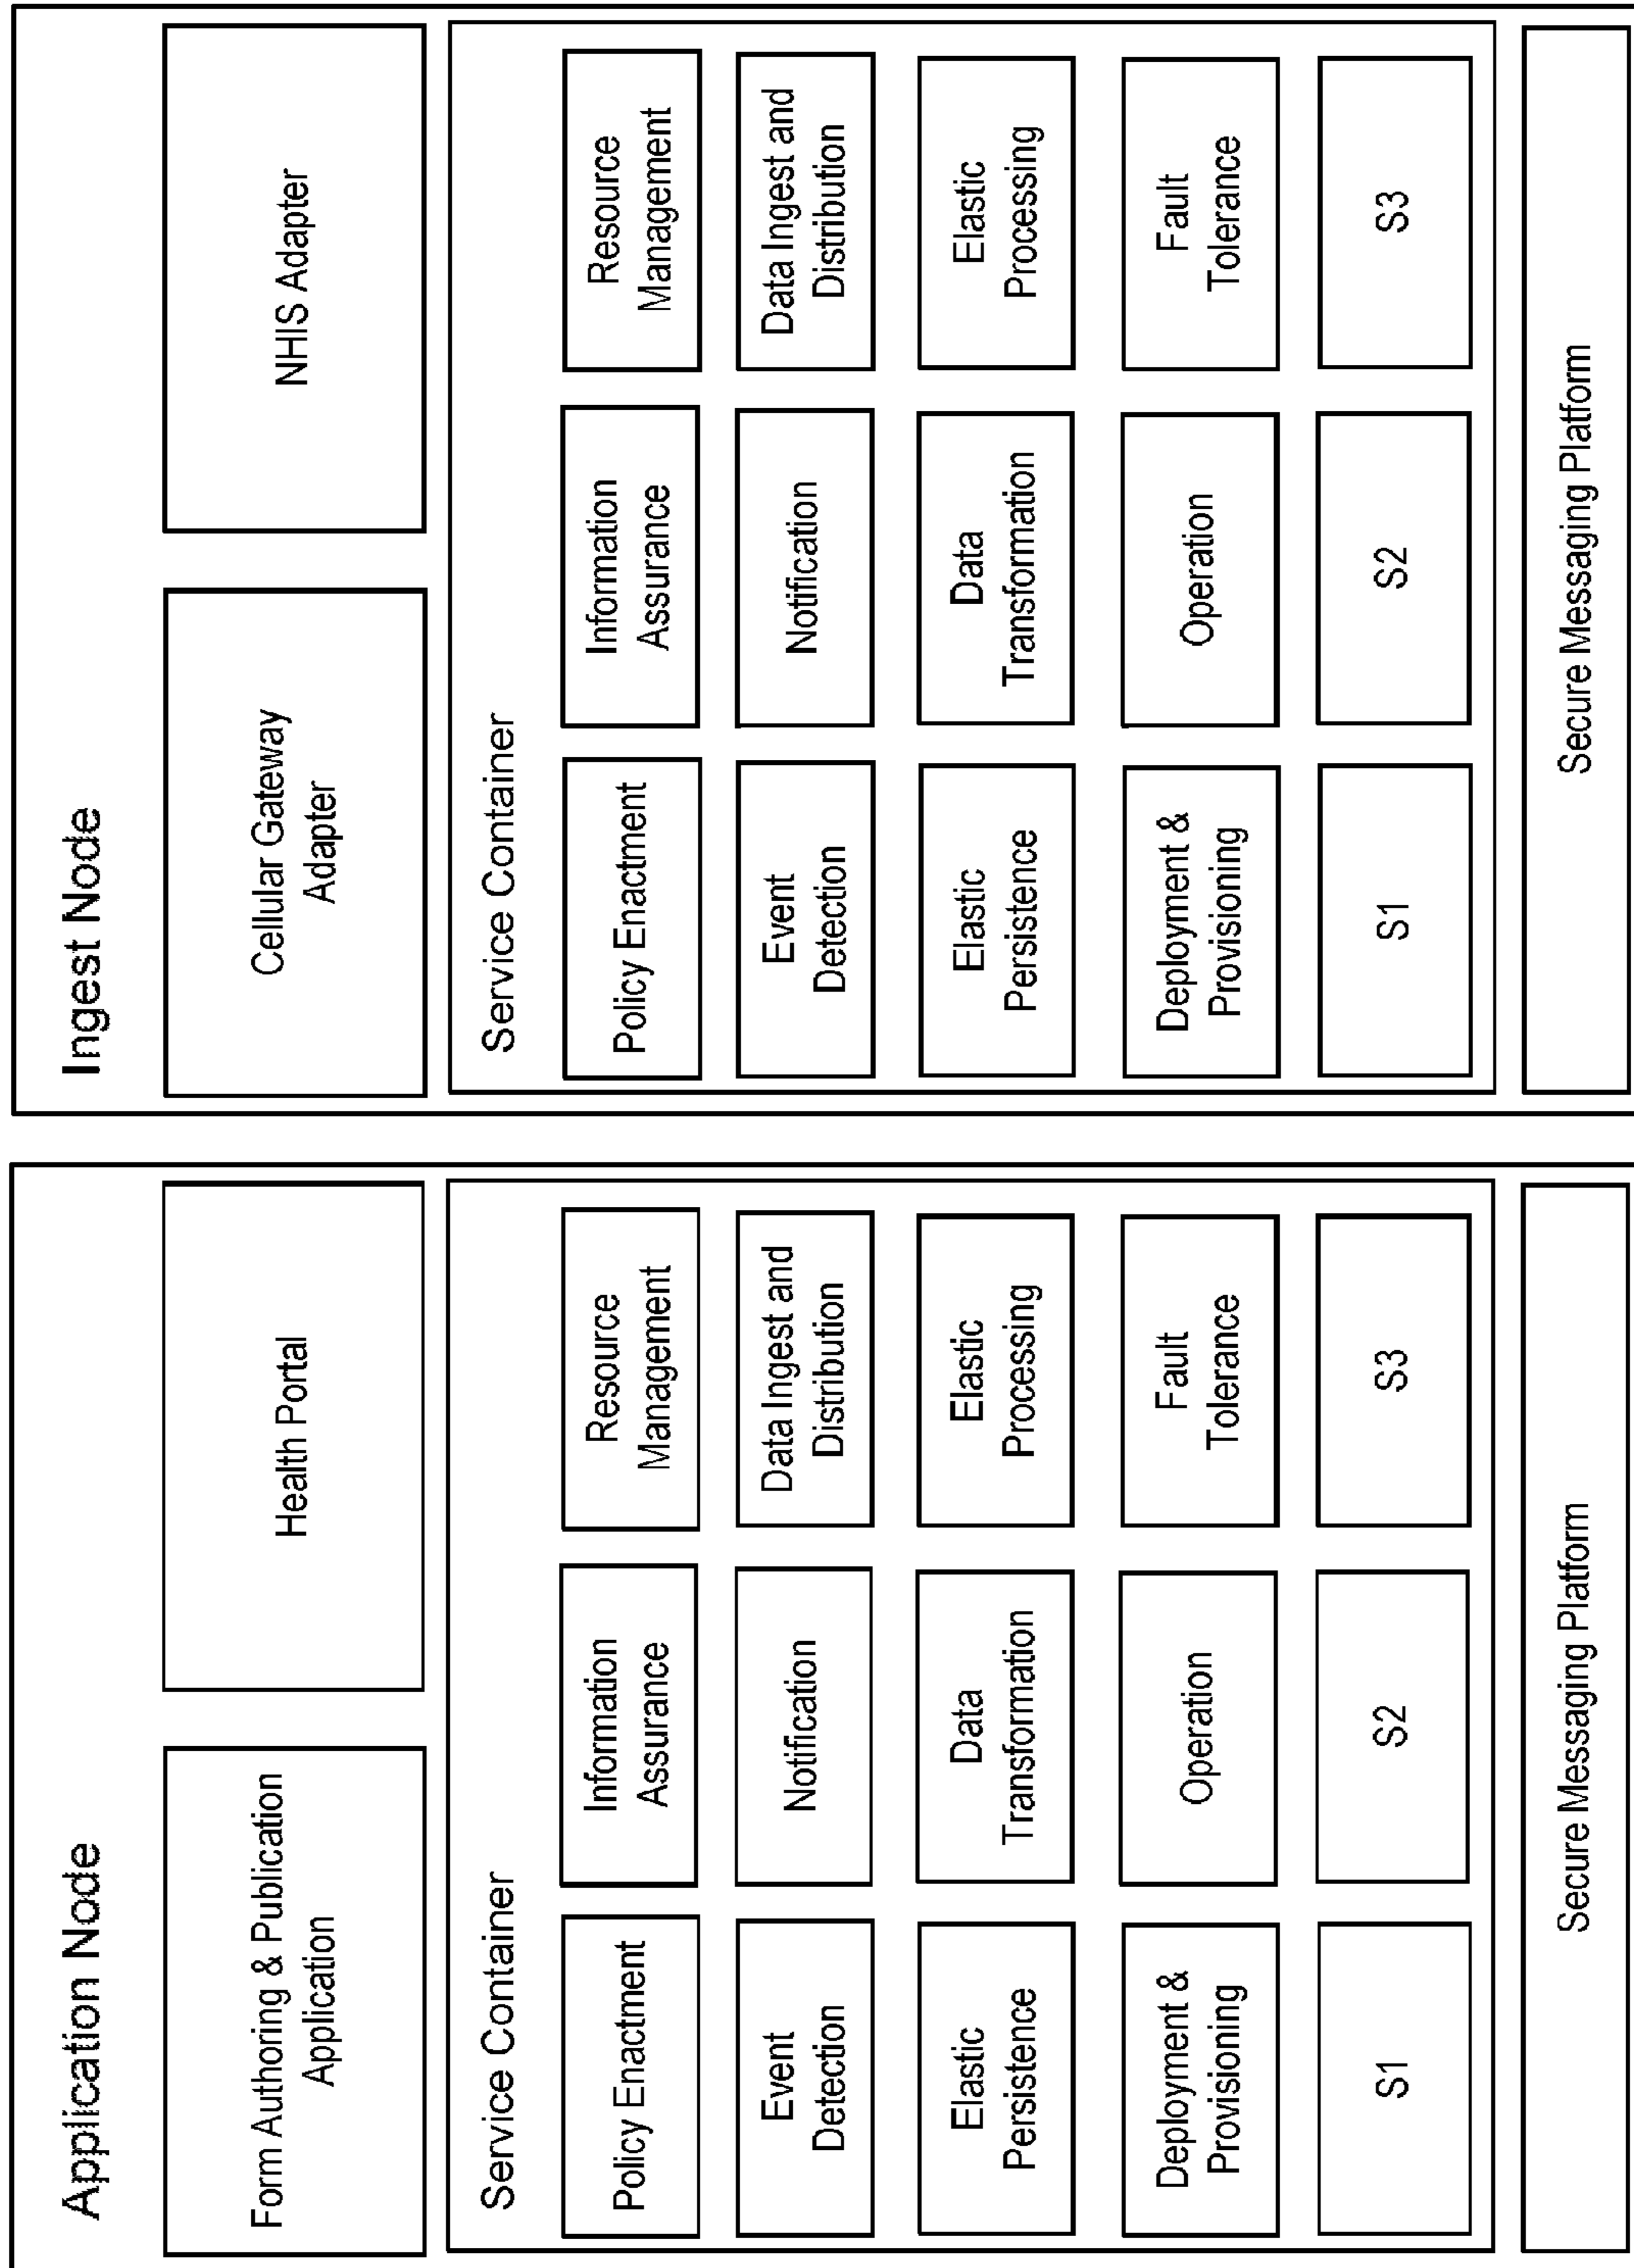 Application Node
Form Authoring & Publication
Application
Health Portal
Service Container
Policy Enactment
Information
Assurance
Resource
Management
Event
Detection
Notification
Data Ingest and
Distribution
Elastic
Persistence
Data
Transformation
Elastic
Processing
Deployment &
Provisioning
Operation
Fault
Tolerance
S1
S2
S3
Secure Messaging Platform
Ingest Node
Cellular Gateway
Adapter
NHIS Adapter
Service Container
Policy Enactment
Information
Assurance
Resource
Management
Event
Detection
Notification
Data Ingest and
Distribution
Elastic
Persistence
Data
Transformation
Elastic
Processing
Deployment &
Provisioning
Operation
Fault
Tolerance
S1
S2
S3
Secure Messaging Platform